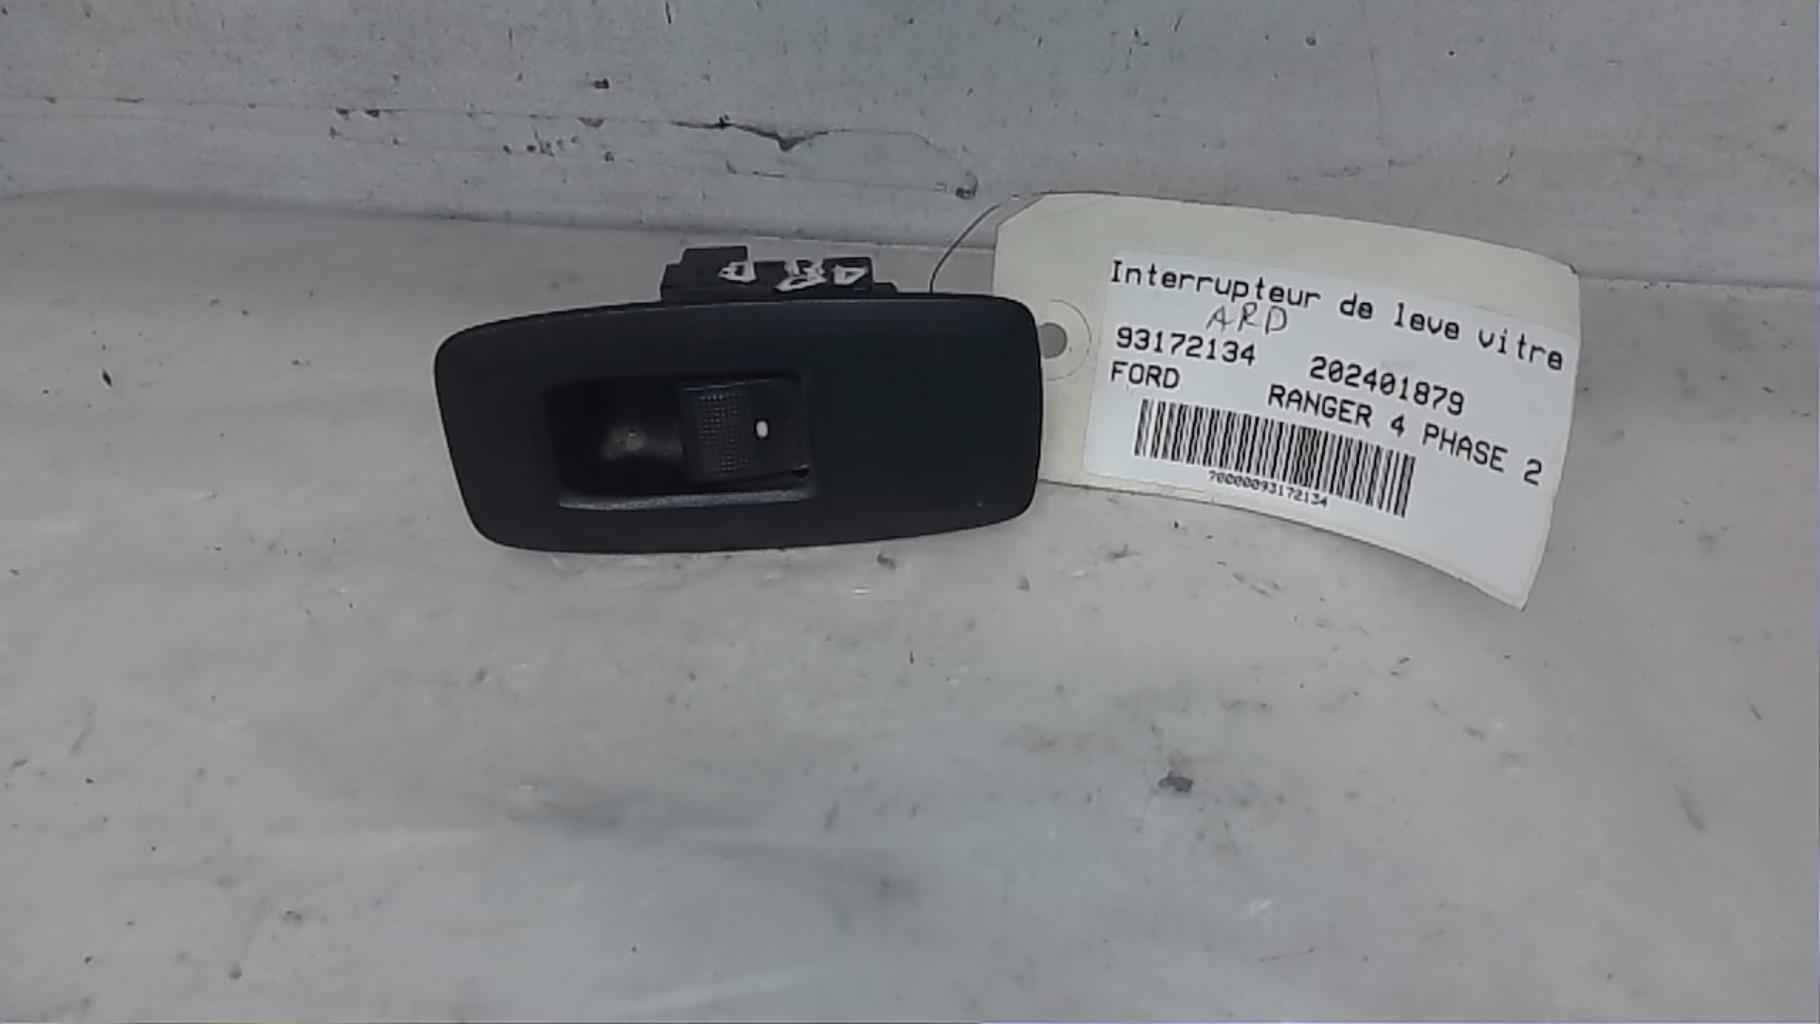 Interrupteur de leve vitre
ARD
93172134 202401879
FORD RANGER 4 PHASE 2
70000093172134
ARD